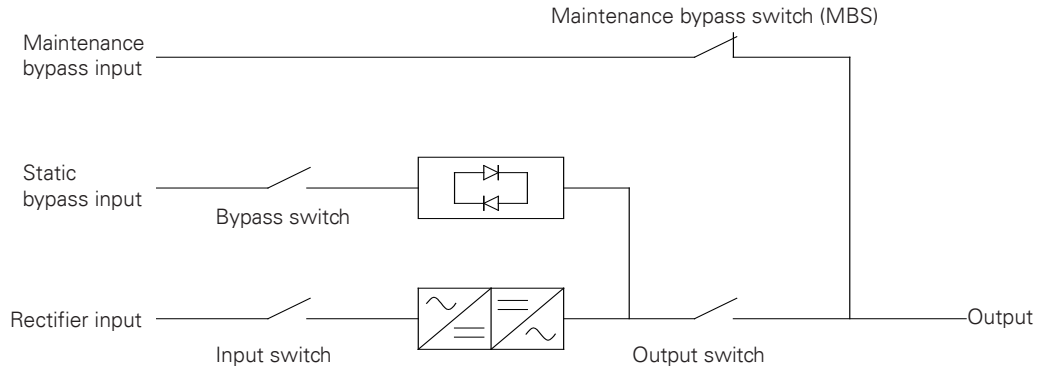 Maintenance bypass switch (MBS)
Maintenance
bypass input
Static
bypass input
Bypass switch
Rectifier input
Output
Input switch
Output switch